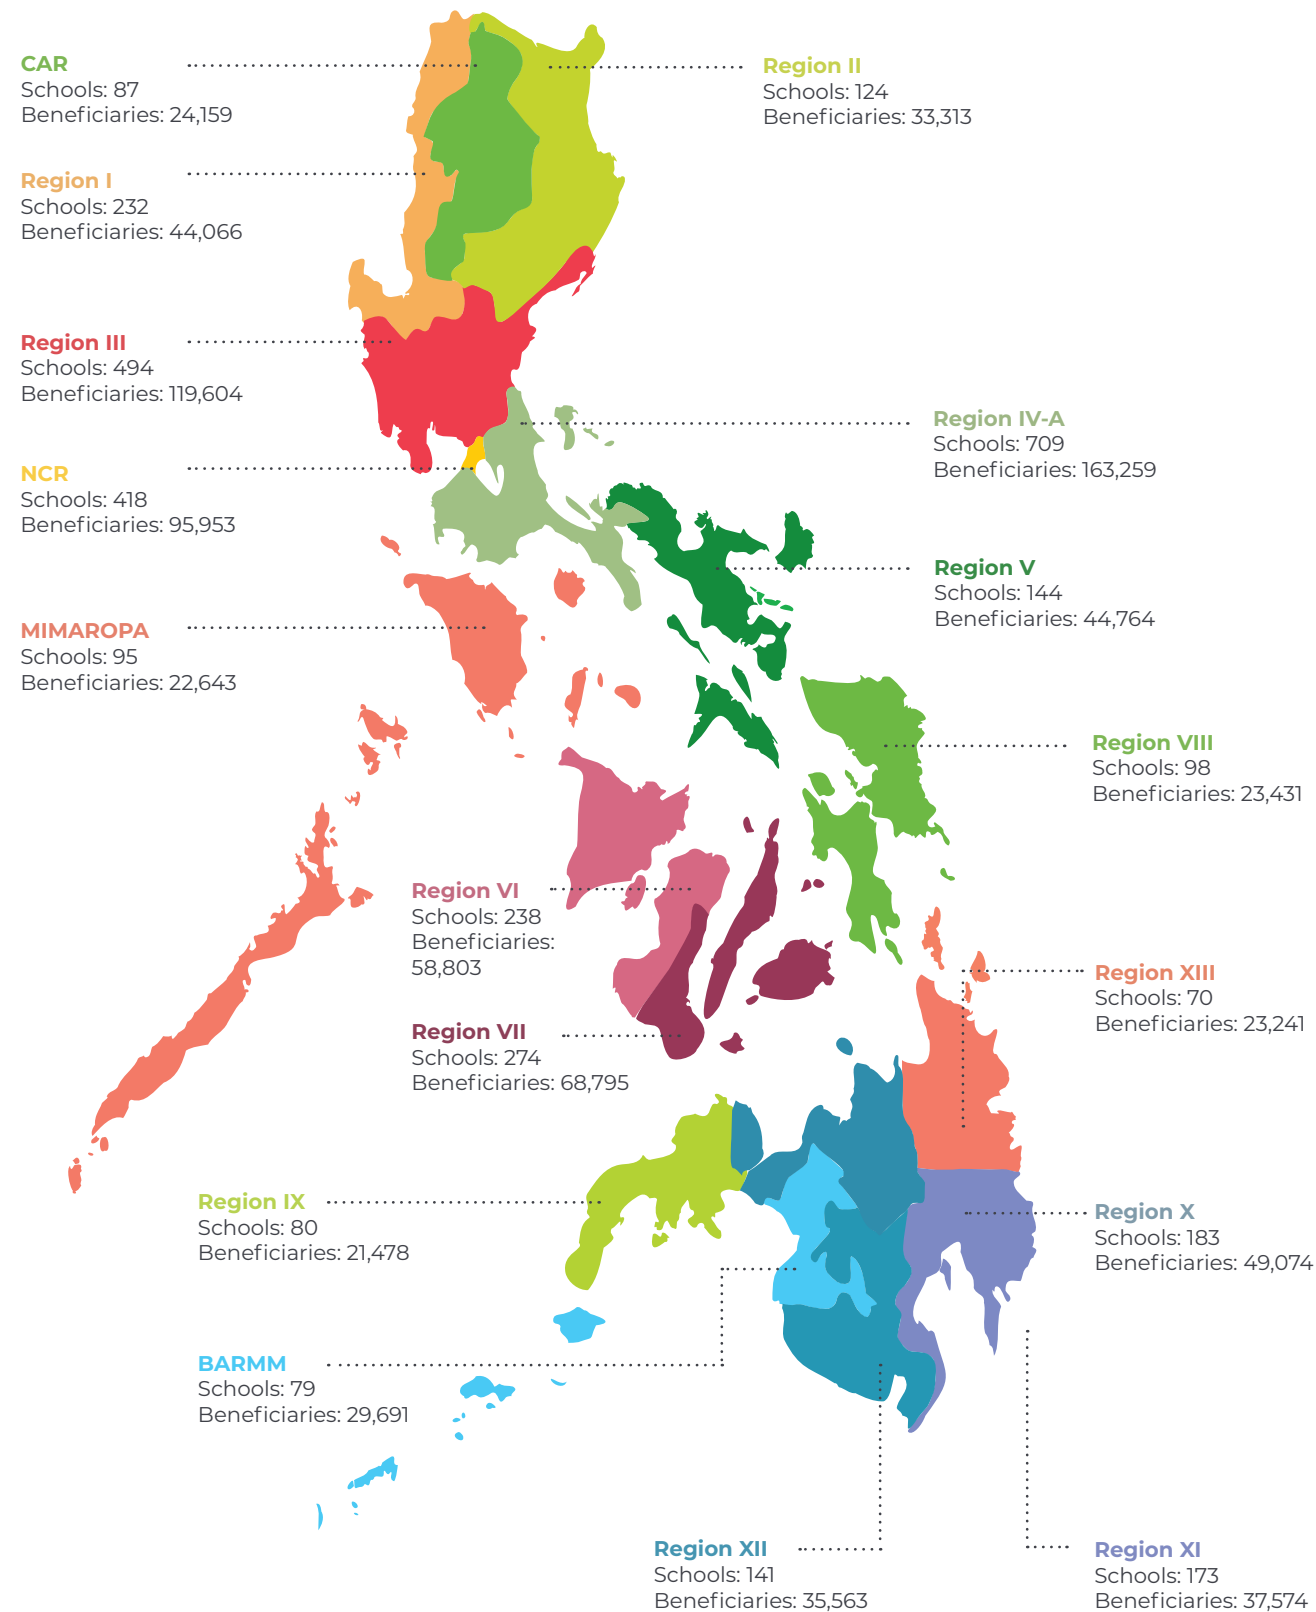 CAR
Schools: 87
Beneficiaries: 24,159
Region II
Schools: 124
Beneficiaries: 33,313
Region I
Schools: 232
Beneficiaries: 44,066
Region III
Schools: 494
Beneficiaries: 119,604
Region IV-A
Schools: 709
Beneficiaries: 163,259
NCR
Schools: 418
Beneficiaries: 95,953
Region V
Schools: 144
Beneficiaries: 44,764
MIMAROPA
Schools: 95
Beneficiaries: 22,643
Region VIII
Schools: 98
Beneficiaries: 23,431
Region VI
Schools: 238
Beneficiaries:
58,803
Region XIII
Schools: 70
Beneficiaries: 23,241
Region VII
Schools: 274
Beneficiaries: 68,795
Region IX
Schools: 80
Beneficiaries: 21,478
Region X
Schools: 183
Beneficiaries: 49,074
BARMM
Schools: 79
Beneficiaries: 29,691
Region XII
Schools: 141
Beneficiaries: 35,563
Region XI
Schools: 173
Beneficiaries: 37,574